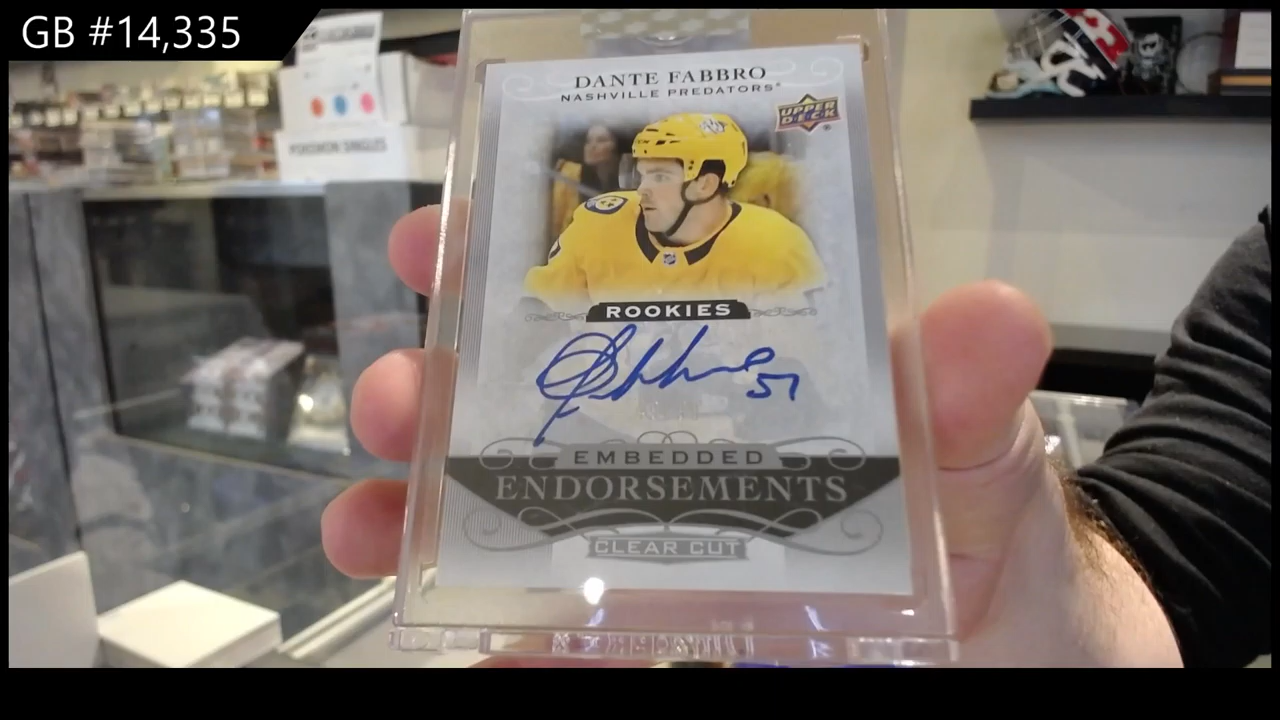 GB #14,335
POKEMON SINGLES
DANTE FABBRO
NASHVILLE PREDATORS®
UPPER
DECK®
ROOKIES
57
EMBEDDED
ENDORSEMENTS
CLEAR CUT